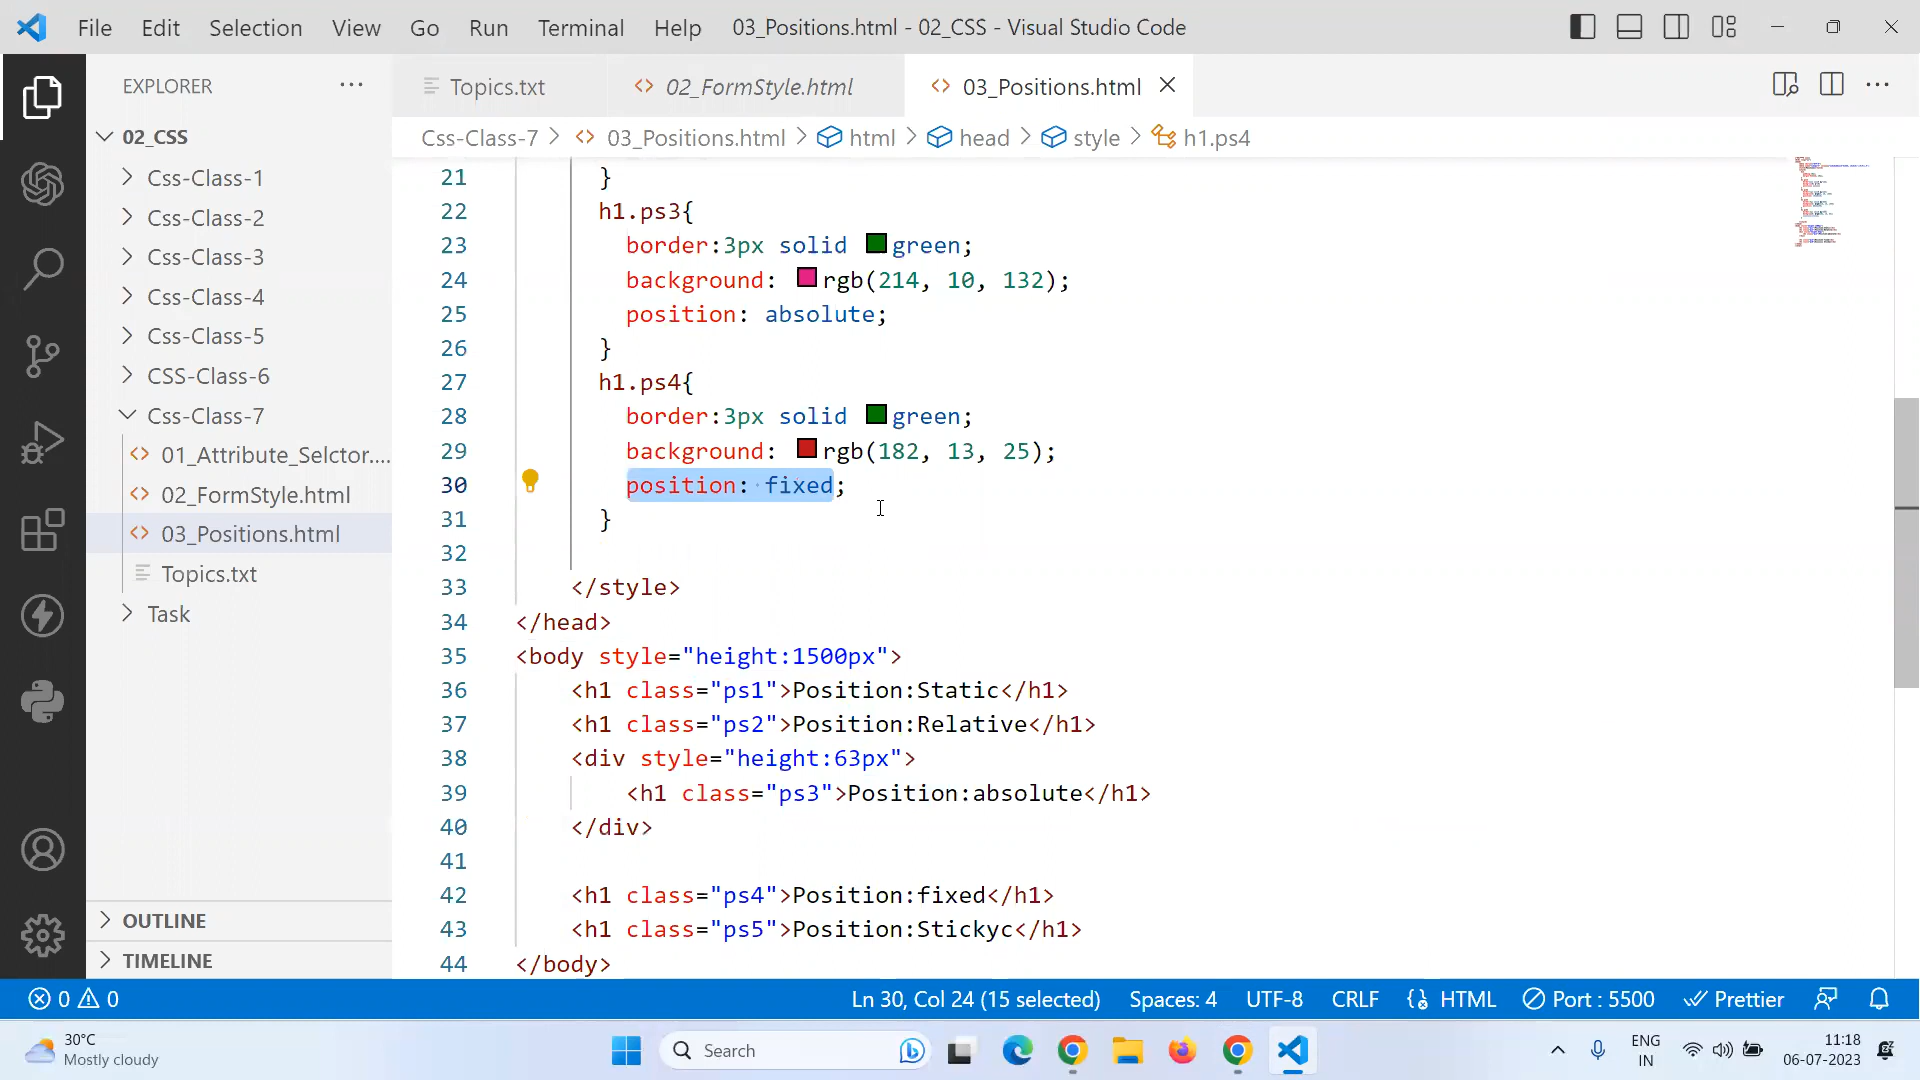 File Edit Selection View Go Run Terminal Help 03_Positions.html - 02_CSS - Visual Studio Code
EXPLORER
Topics.txt 02_FormStyle.html 03_Positions.html
02_CSS
Css-Class-7 > 03_Positions.html > html > head > style > h1.ps4
Css-Class-1
Css-Class-2
Css-Class-3
Css-Class-4
Css-Class-5
CSS-Class-6
Css-Class-7
01_Attribute_Selctor....
02_FormStyle.html
03_Positions.html
Topics.txt
Task
OUTLINE
TIMELINE
21 }
22 h1.ps3{
23 border:3px solid green;
24 background: rgb(214, 10, 132);
25 position: absolute;
26 }
27 h1.ps4{
28 border:3px solid green;
29 background: rgb(182, 13, 25);
30 position: fixed;
31 }
32
33 </style>
34 </head>
35 <body style="height:1500px">
36 <h1 class="ps1">Position:Static</h1>
37 <h1 class="ps2">Position:Relative</h1>
38 <div style="height:63px">
39 <h1 class="ps3">Position:absolute</h1>
40 </div>
41
42 <h1 class="ps4">Position:fixed</h1>
43 <h1 class="ps5">Position:Stickyc</h1>
44 </body>
0 0 Ln 30, Col 24 (15 selected) Spaces: 4 UTF-8 CRLF HTML Port : 5500 Prettier
30°C
Mostly cloudy
Search
ENG
IN
11:18
06-07-2023